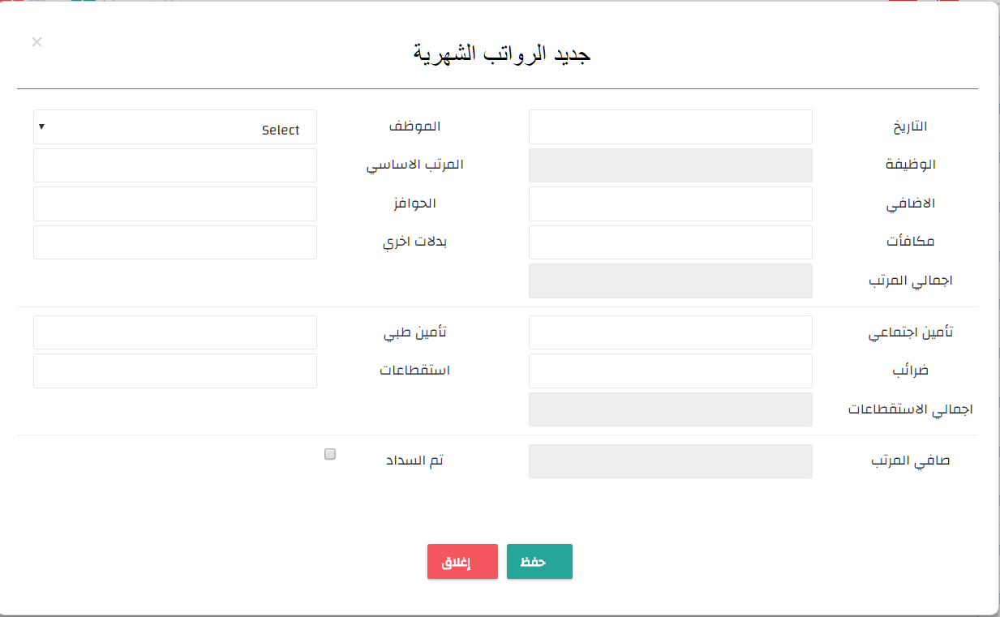 جديد الرواتب الشهرية
التاريخ
الموظف
Select
الوظيفة
المرتب الاساسي
الاضافي
الحوافز
مكافأت
بدلات اخري
اجمالي المرتب
تأمين اجتماعي
تأمين طبي
ضرائب
استقطاعات
اجمالي الاستقطاعات
صافي المرتب
تم السداد
حفظ
إغلاق